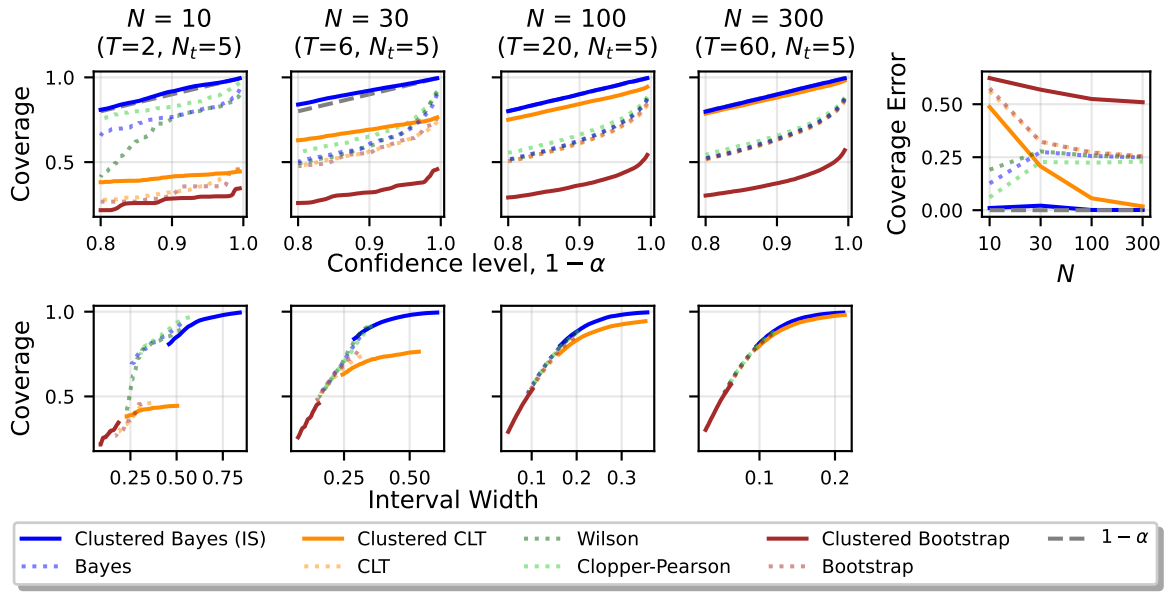 N = 10
(T=2, Nₜ=5)
N = 30
(T=6, Nₜ=5)
N = 100
(T=20, Nₜ=5)
N = 300
(T=60, Nₜ=5)
Coverage
1.0
0.5
0.8 0.9 1.0
0.8 0.9 1.0
0.8 0.9 1.0
0.8 0.9 1.0
Confidence level, 1 − α
Coverage Error
0.50
0.25
0.00
10 30 100 300
N
Coverage
1.0
0.5
0.25 0.50 0.75
0.25 0.50
0.1 0.2 0.3
0.1 0.2
Interval Width
Clustered Bayes (IS)
Clustered CLT
Wilson
Clustered Bootstrap
1 − α
Bayes
CLT
Clopper-Pearson
Bootstrap